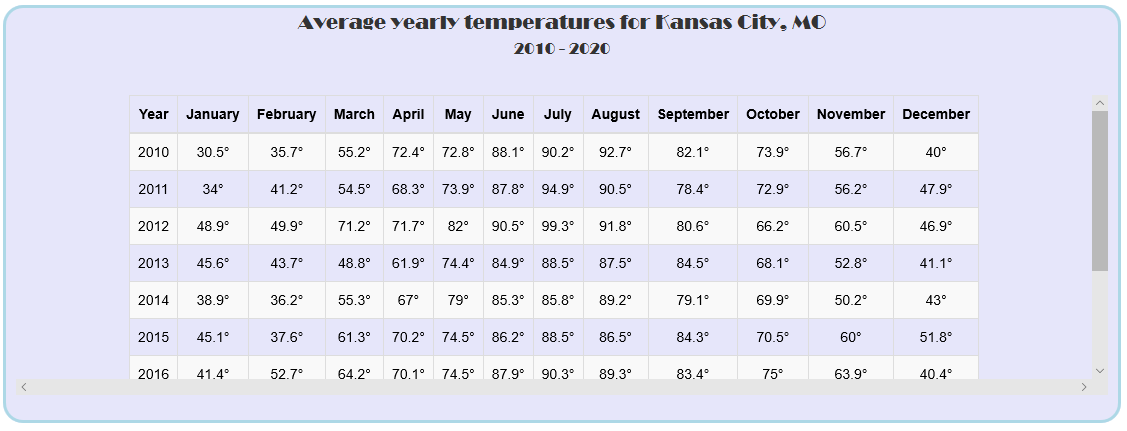 Average yearly temperatures for Kansas City, MO
2010 - 2020
Year January February March April May June July August September October November December
2010 30.5° 35.7° 55.2° 72.4° 72.8° 88.1° 90.2° 92.7° 82.1° 73.9° 56.7° 40°
2011 34° 41.2° 54.5° 68.3° 73.9° 87.8° 94.9° 90.5° 78.4° 72.9° 56.2° 47.9°
2012 48.9° 49.9° 71.2° 71.7° 82° 90.5° 99.3° 91.8° 80.6° 66.2° 60.5° 46.9°
2013 45.6° 43.7° 48.8° 61.9° 74.4° 84.9° 88.5° 87.5° 84.5° 68.1° 52.8° 41.1°
2014 38.9° 36.2° 55.3° 67° 79° 85.3° 85.8° 89.2° 79.1° 69.9° 50.2° 43°
2015 45.1° 37.6° 61.3° 70.2° 74.5° 86.2° 88.5° 86.5° 84.3° 70.5° 60° 51.8°
2016 41.4° 52.7° 64.2° 70.1° 74.5° 87.9° 90.3° 89.3° 83.4° 75° 63.9° 40.4°